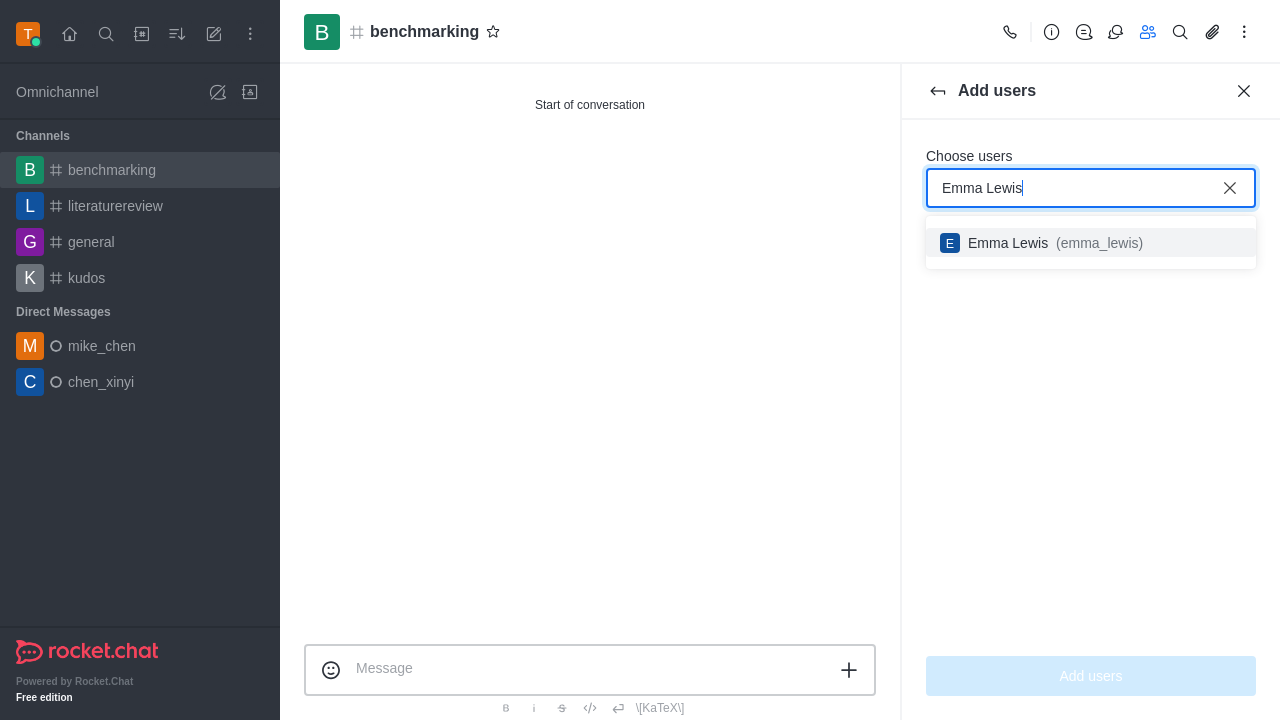 T
Omnichannel
Channels
B benchmarking
L literaturereview
G general
K kudos
Direct Messages
M mike_chen
C chen_xinyi
rocket.chat
Powered by Rocket.Chat
Free edition
B benchmarking
Start of conversation
Message
B i S </> \[KaTeX\]
Add users
Choose users
Emma Lewis
E Emma Lewis (emma_lewis)
Add users